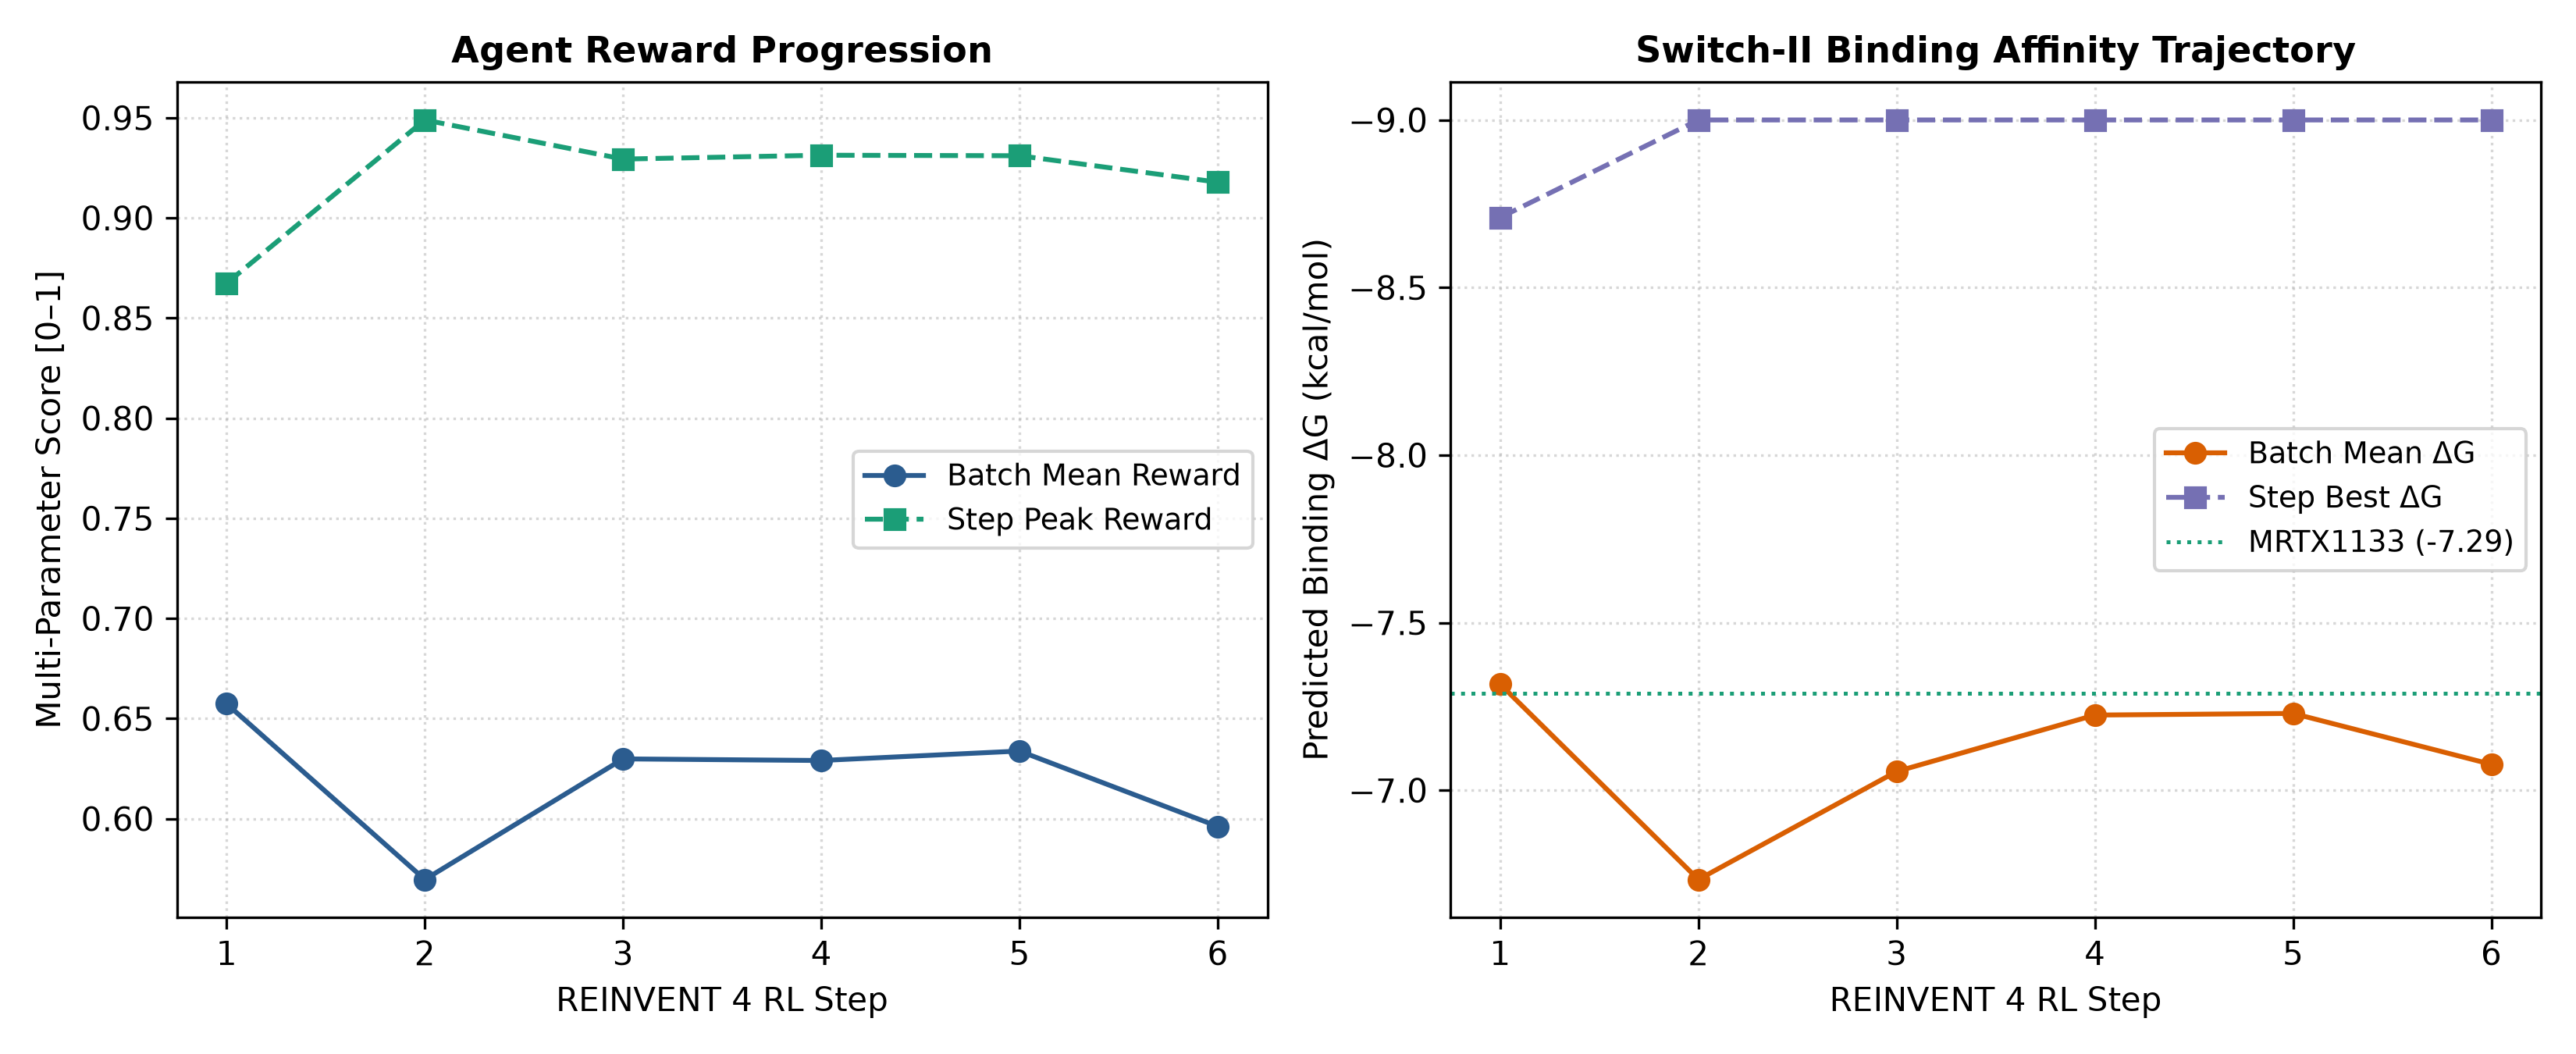 Agent Reward Progression
Multi-Parameter Score [0–1]
0.95
0.90
0.85
0.80
0.75
0.70
0.65
0.60
Batch Mean Reward
Step Peak Reward
1 2 3 4 5 6
REINVENT 4 RL Step
Switch-II Binding Affinity Trajectory
Predicted Binding ΔG (kcal/mol)
−9.0
−8.5
−8.0
−7.5
−7.0
Batch Mean ΔG
Step Best ΔG
MRTX1133 (-7.29)
1 2 3 4 5 6
REINVENT 4 RL Step